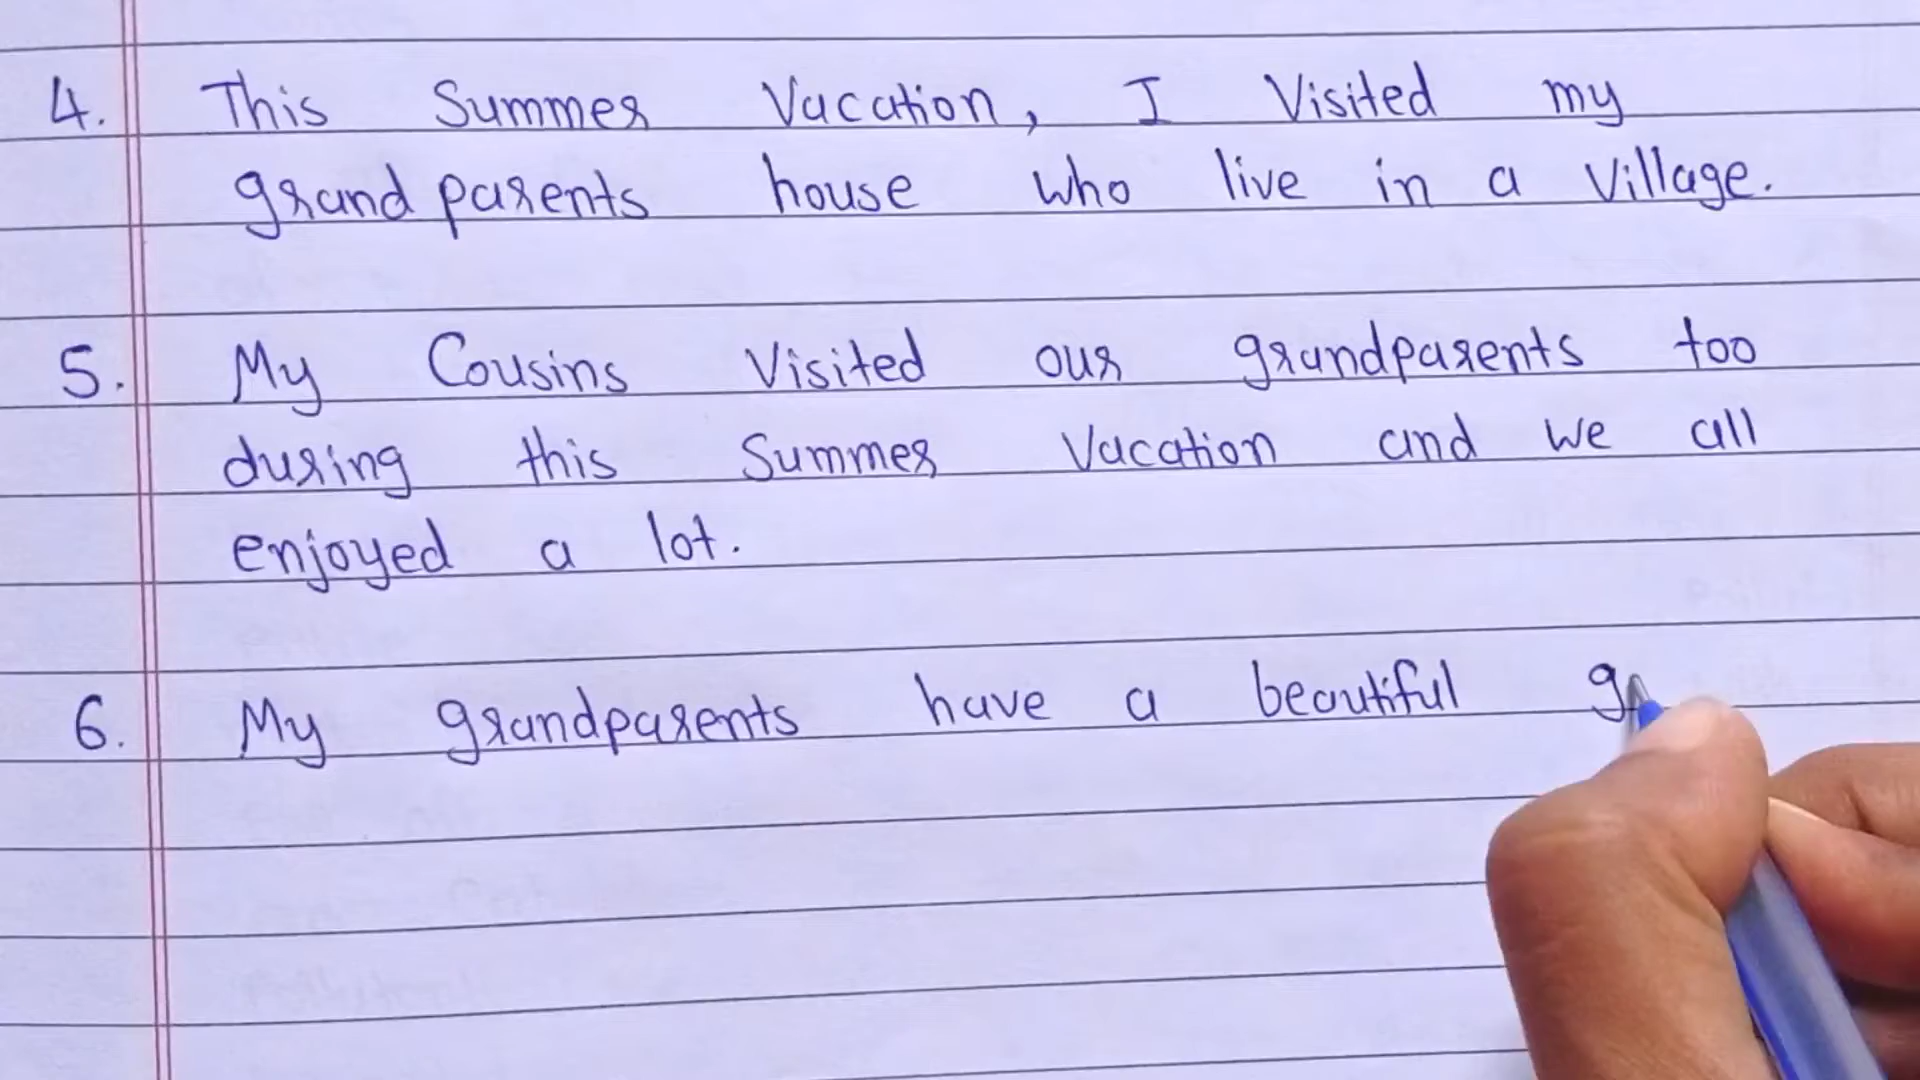 4. This Summer Vacation, I Visited my
grand parents house who live in a Village.
5. My Cousins Visited our grandparents too
during this Summer Vacation and we all
enjoyed a lot.
6. My grandparents have a beautiful